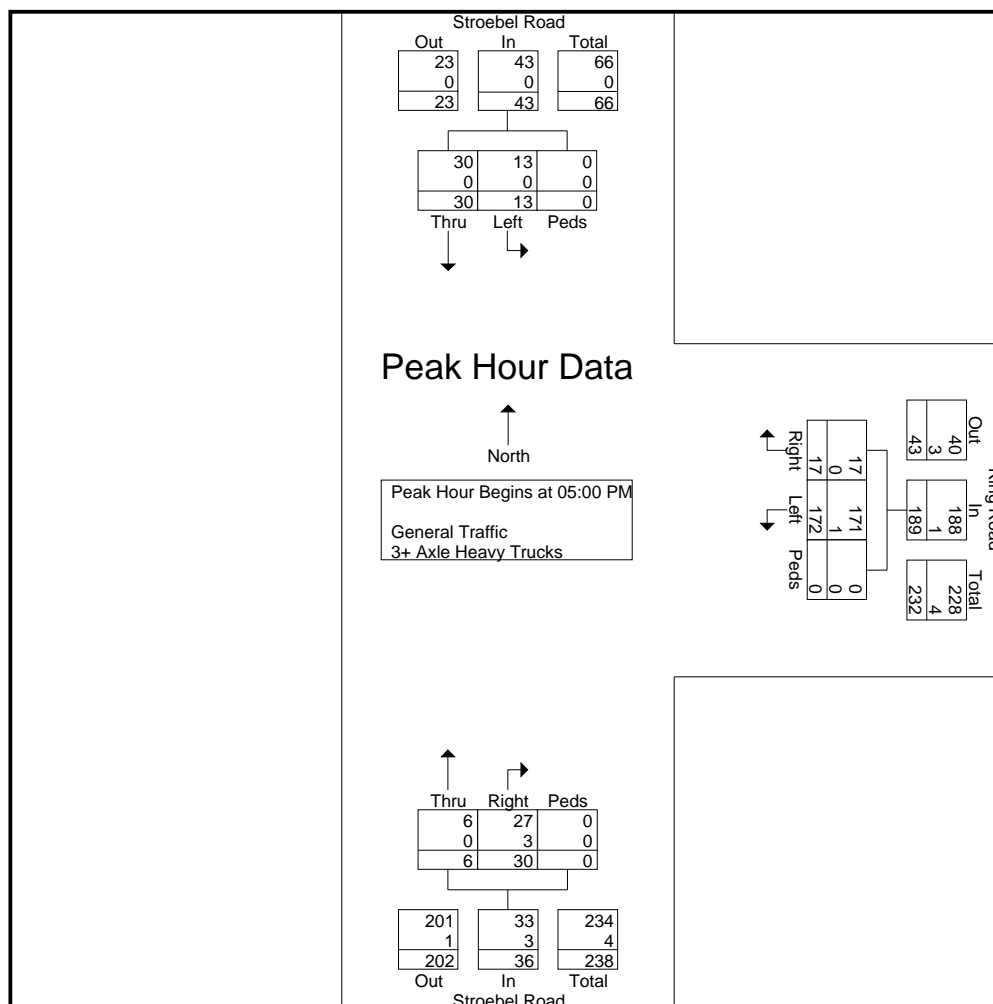 Stroebel Road
Out In Total
23 43 66
0 0 0
23 43 66
30 13 0
0 0 0
30 13 0
Thru Left Peds
Peak Hour Data
North
Peak Hour Begins at 05:00 PM
General Traffic
3+ Axle Heavy Trucks
Road
Out In Total
40 188 228
3 1 4
43 189 232
17 171 0
0 1 0
17 172 0
Right Left Peds
Thru Right Peds
6 27 0
0 3 0
6 30 0
201 33 234
1 3 4
202 36 238
Out In Total
Stroebel Road